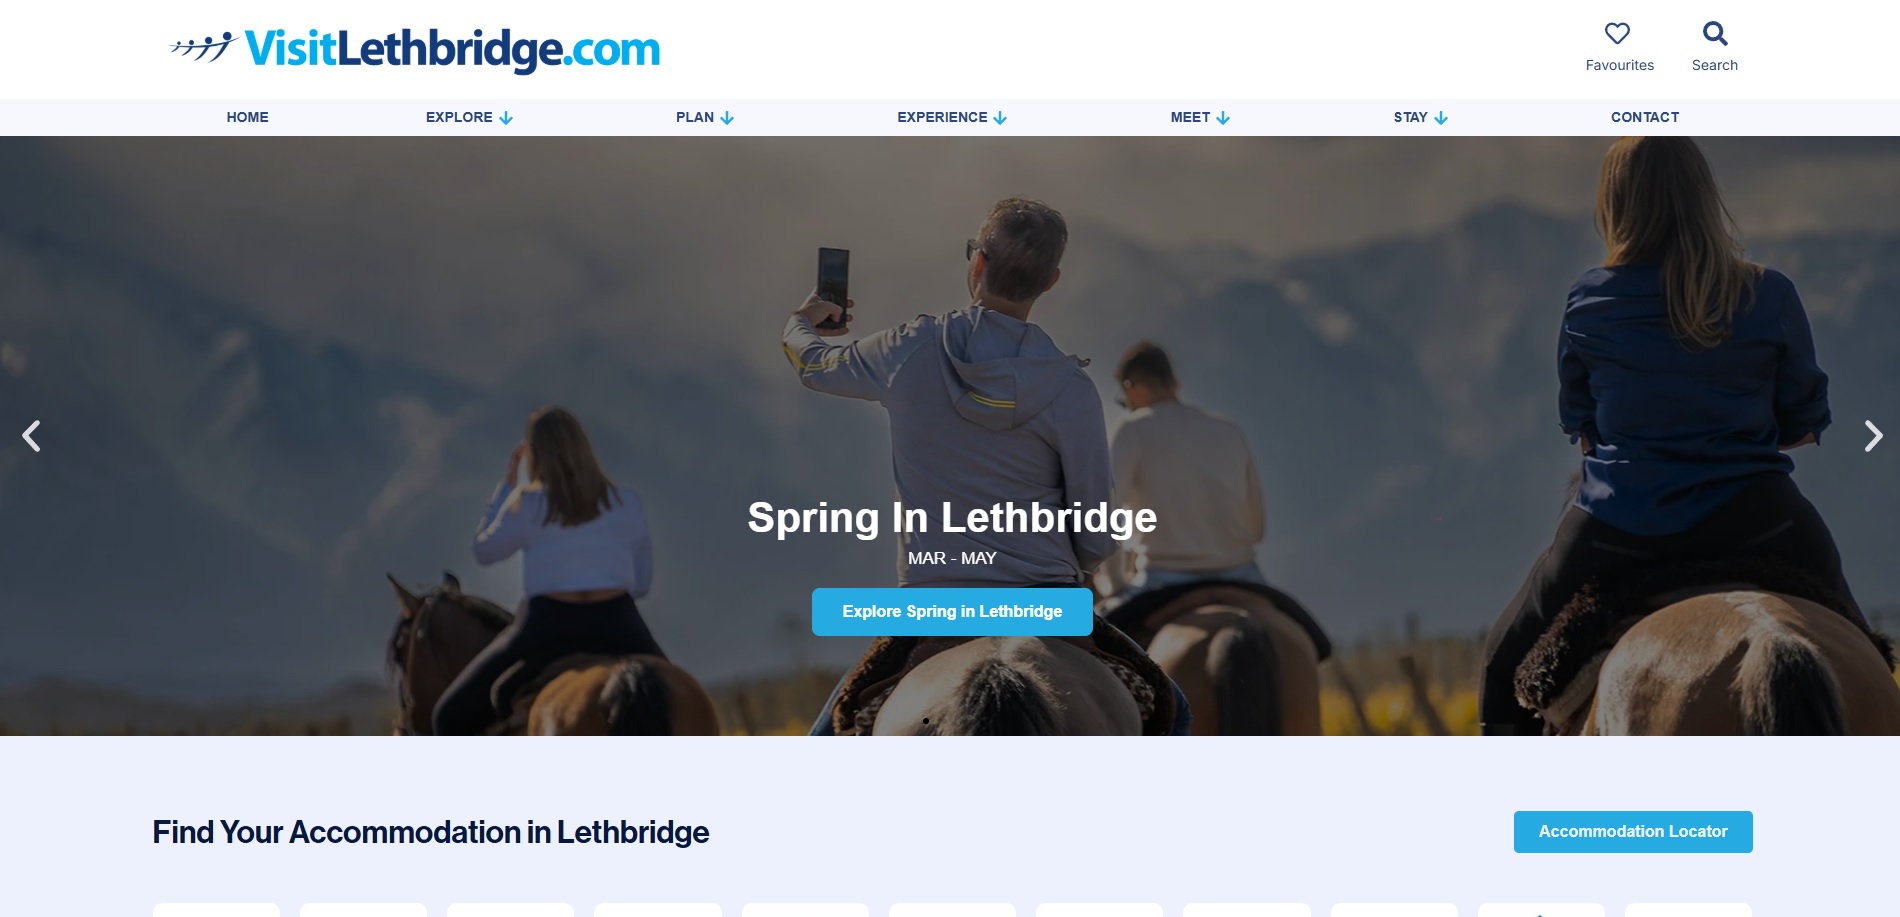 VisitLethbridge.com
Favourites
Search
HOME
EXPLORE
PLAN
EXPERIENCE
MEET
STAY
CONTACT
Spring In Lethbridge
MAR - MAY
Explore Spring in Lethbridge
Find Your Accommodation in Lethbridge
Accommodation Locator